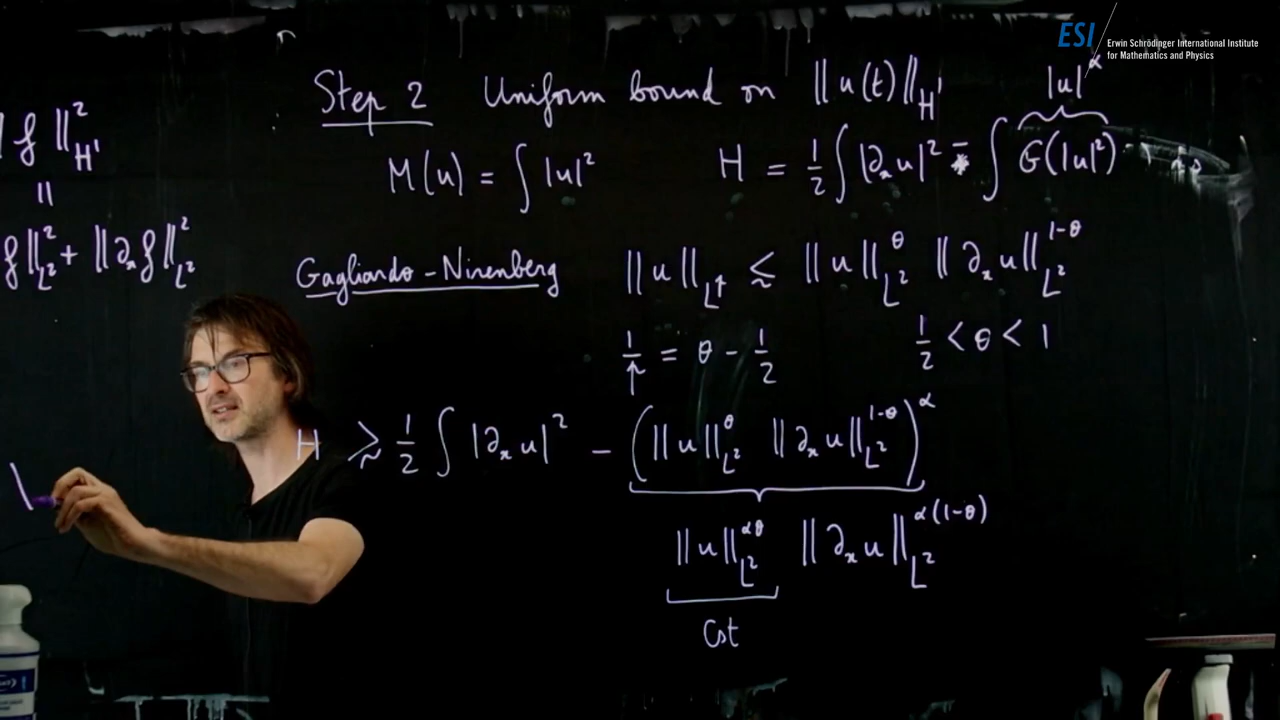 ESI Erwin Schrödinger International Institute
for Mathematics and Physics
Step 2 Uniform bound on ‖u(t)‖_{H¹}
|u|^α
M(u) = ∫ |u|² H = ½ ∫ |∂ₓu|² - ∫ G(|u|²)
f‖²_{H¹}
||
f‖²_{L²} + ‖∂ₓf‖²_{L²}
Gagliardo-Nirenberg ‖u‖_{L^p} ≲ ‖u‖^θ_{L²} ‖∂ₓu‖^{1-θ}_{L²}
1/p = θ - 1/2 1/2 < θ < 1
H ≳ ½ ∫ |∂ₓu|² - (‖u‖^θ_{L²} ‖∂ₓu‖^{1-θ}_{L²})^α
‖u‖^{αθ}_{L²} ‖∂ₓu‖^{α(1-θ)}_{L²}
Cst